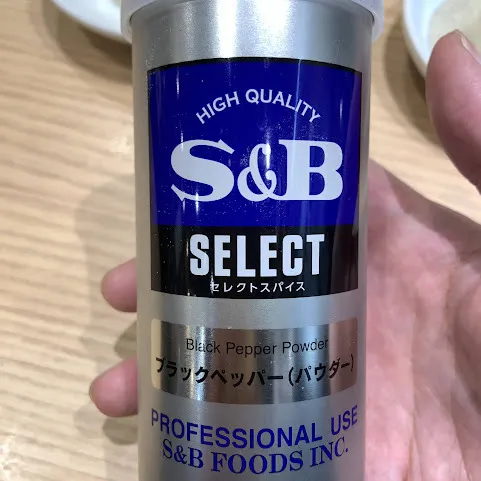 HIGH QUALITY
S&B
SELECT
セレクトスパイス
Black Pepper Powder
ブラックペッパー(パウダー)
PROFESSIONAL USE
S&B FOODS INC.